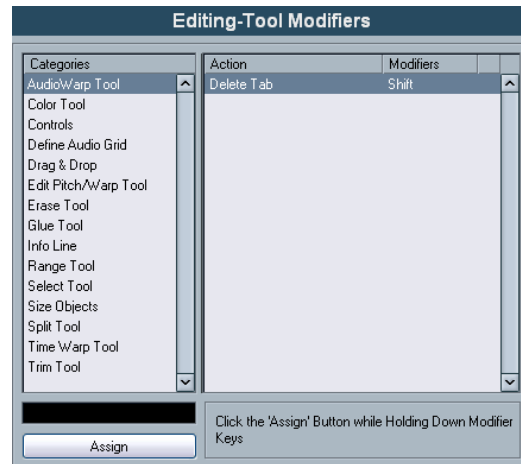 Editing-Tool Modifiers
Categories
Action Modifiers
AudioWarp Tool
Delete Tab Shift
Color Tool
Controls
Define Audio Grid
Drag & Drop
Edit Pitch/Warp Tool
Erase Tool
Glue Tool
Info Line
Range Tool
Select Tool
Size Objects
Split Tool
Time Warp Tool
Trim Tool
Click the 'Assign' Button while Holding Down Modifier
Keys
Assign